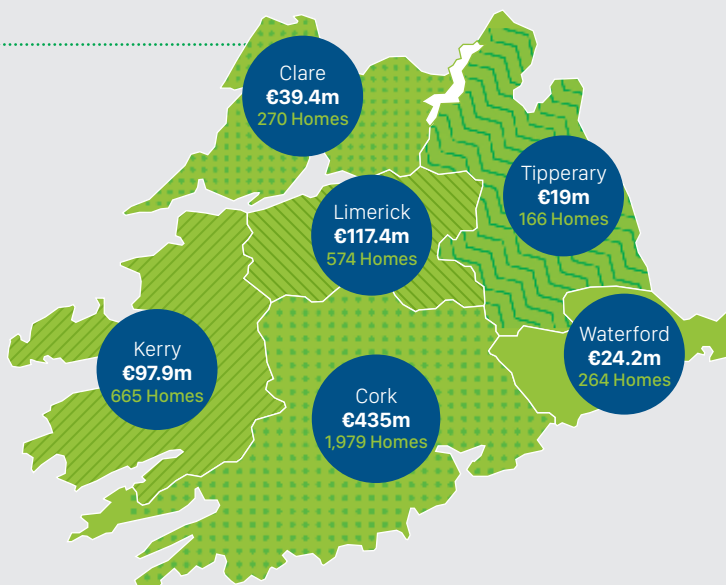 Clare
€39.4m
270 Homes
Tipperary
€19m
166 Homes
Limerick
€117.4m
574 Homes
Waterford
€24.2m
264 Homes
Kerry
€97.9m
665 Homes
Cork
€435m
1,979 Homes